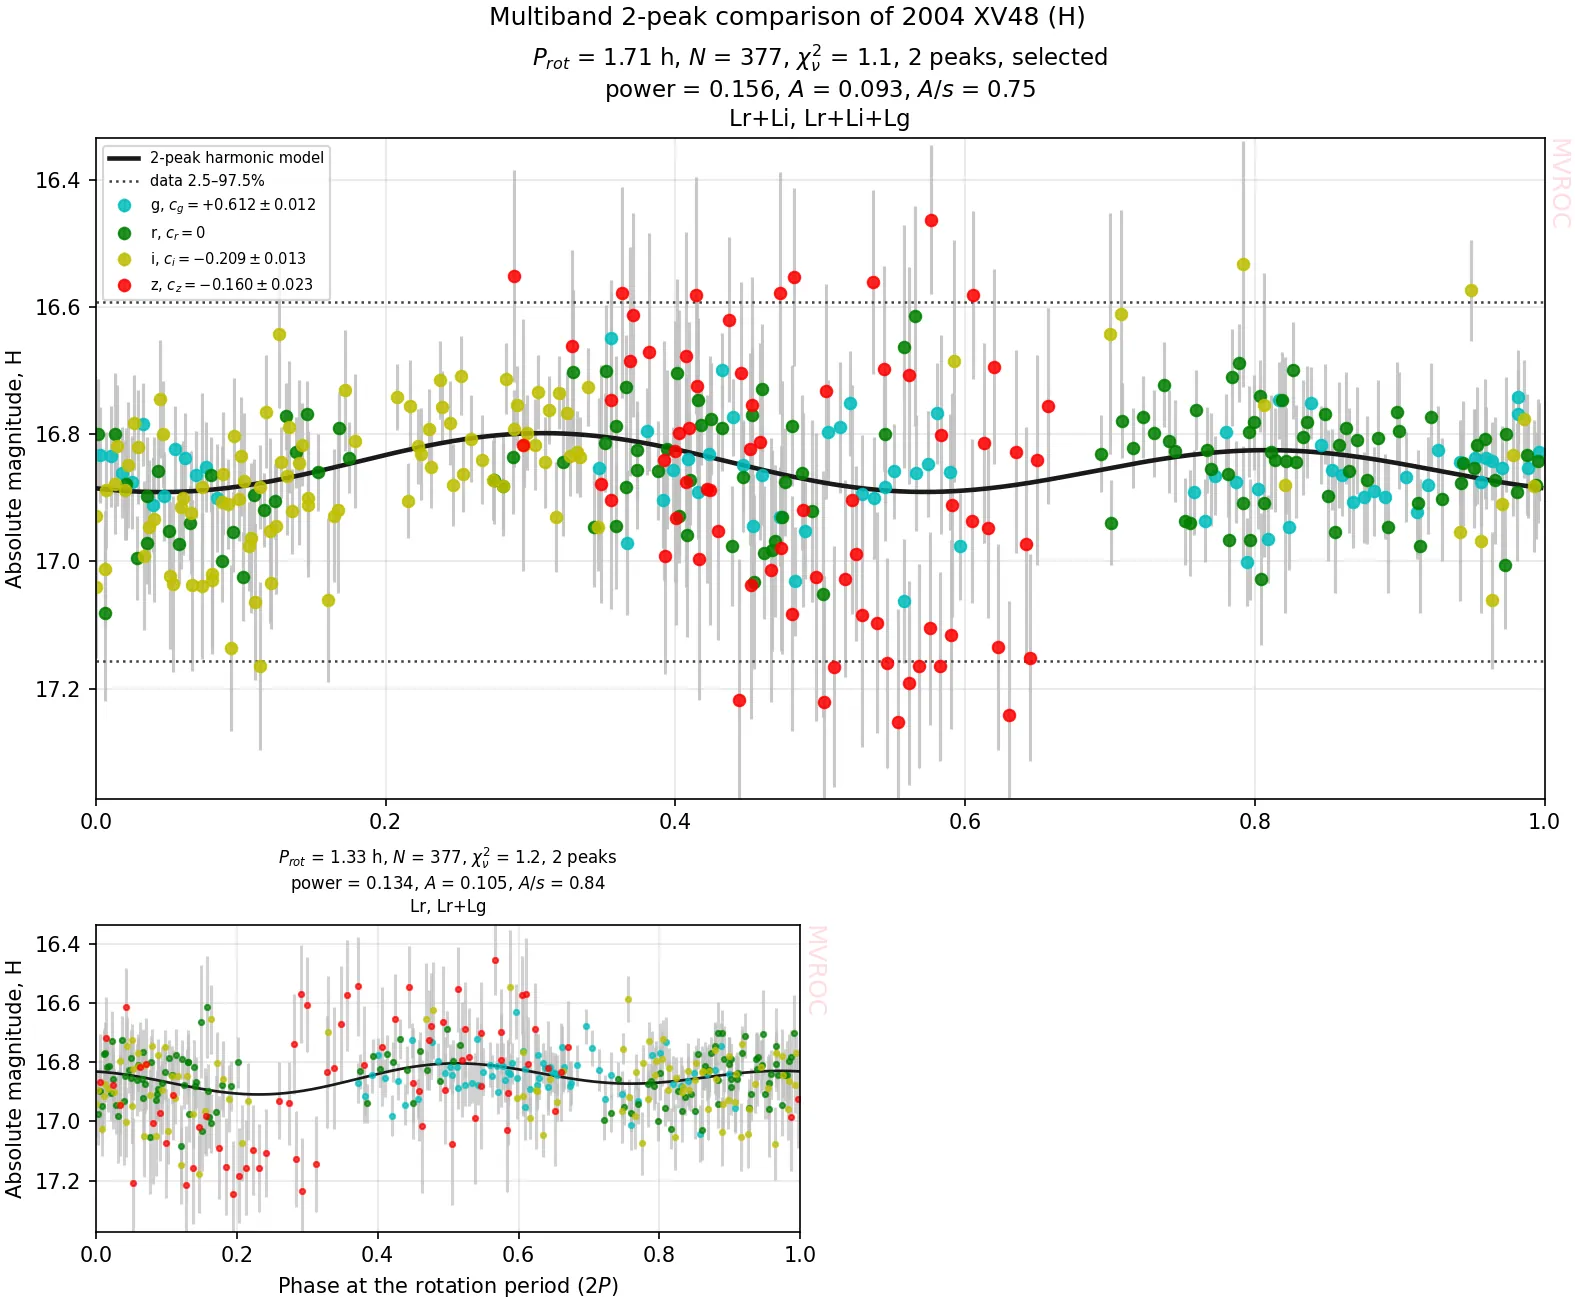 Multiband 2-peak comparison of 2004 XV48 (H)
P_rot = 1.71 h, N = 377, χ²_ν = 1.1, 2 peaks, selected
power = 0.156, A = 0.093, A/s = 0.75
Lr+Li, Lr+Li+Lg
2-peak harmonic model
data 2.5–97.5%
g, c_g = +0.612 ± 0.012
r, c_r = 0
i, c_i = −0.209 ± 0.013
z, c_z = −0.160 ± 0.023
MVROC
Absolute magnitude, H
16.4
16.6
16.8
17.0
17.2
0.0 0.2 0.4 0.6 0.8 1.0
P_rot = 1.33 h, N = 377, χ²_ν = 1.2, 2 peaks
power = 0.134, A = 0.105, A/s = 0.84
Lr, Lr+Lg
MVROC
Absolute magnitude, H
16.4
16.6
16.8
17.0
17.2
0.0 0.2 0.4 0.6 0.8 1.0
Phase at the rotation period (2P)